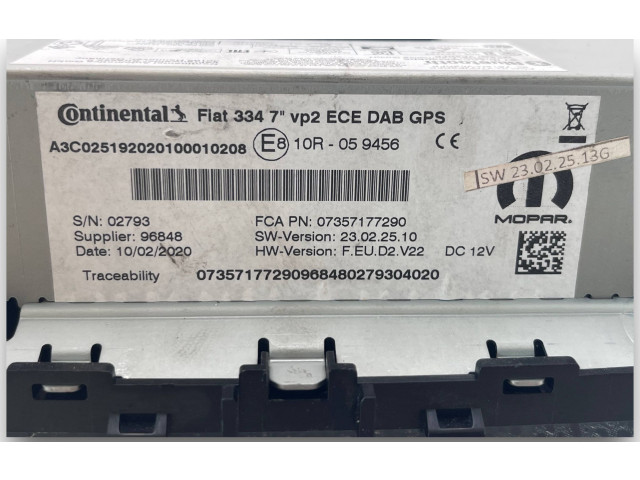 Continental Fiat 334 7" vp2 ECE DAB GPS
A3C025192020100010208 E8 10R - 05 9456 CE
SW 23.02.25.13G
MOPAR
S/N: 02793 FCA PN: 07357177290
Supplier: 96848 SW-Version: 23.02.25.10
Date: 10/02/2020 HW-Version: F.EU.D2.V22 DC 12V
Traceability 07357177290968480279304020
Bluetooth